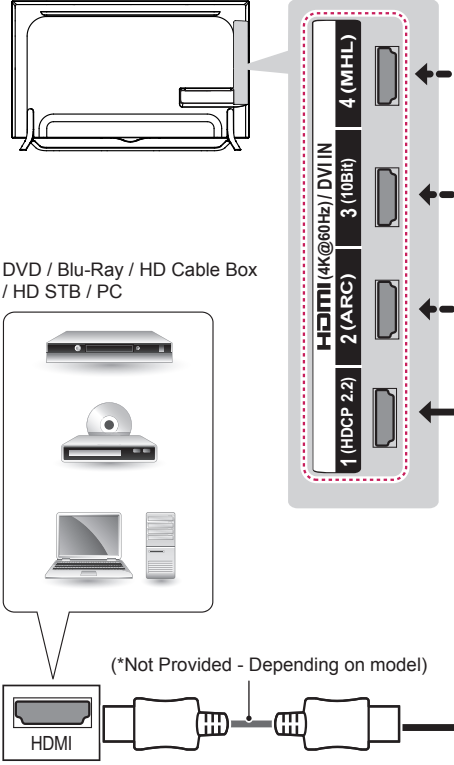 4 (MHL)
3 (10Bit)
HDMI (4K@60Hz) / DVI IN
2 (ARC)
1 (HDCP 2.2)
DVD / Blu-Ray / HD Cable Box
/ HD STB / PC
(*Not Provided - Depending on model)
HDMI